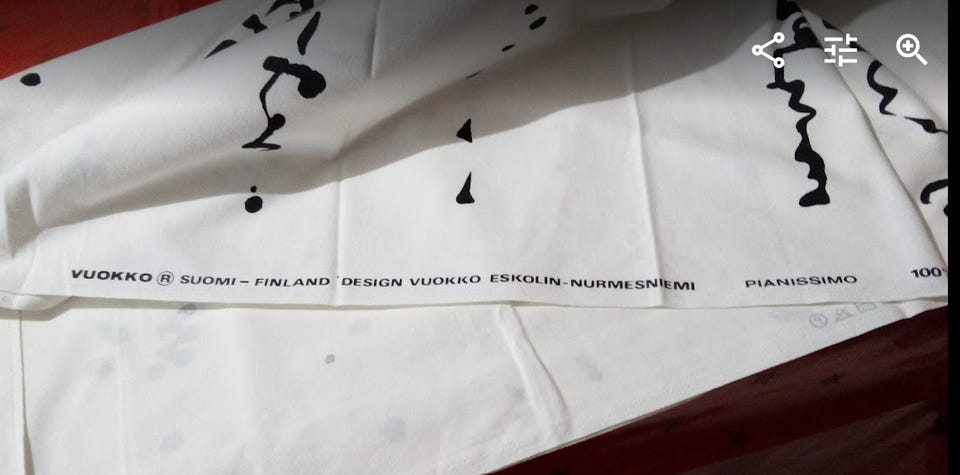 VUOKKO ® SUOMI – FINLAND DESIGN VUOKKO ESKOLIN-NURMESNIEMI PIANISSIMO 100%